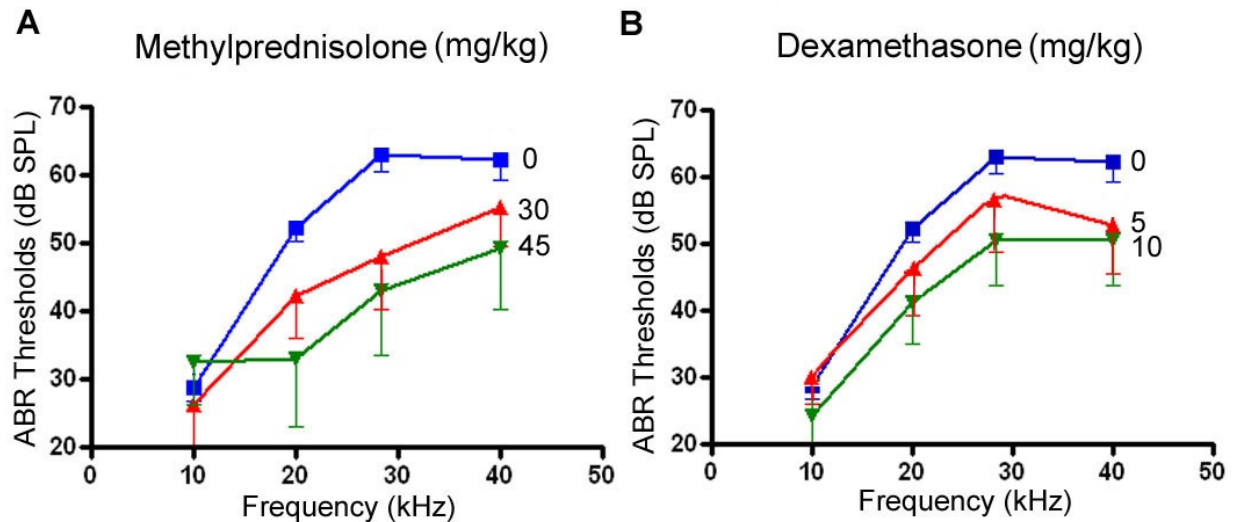 A
Methylprednisolone (mg/kg)
ABR Thresholds (dB SPL)
70
60
50
40
30
20
0
30
45
0 10 20 30 40 50
Frequency (kHz)
B
Dexamethasone (mg/kg)
ABR Thresholds (dB SPL)
70
60
50
40
30
20
0
5
10
0 10 20 30 40 50
Frequency (kHz)